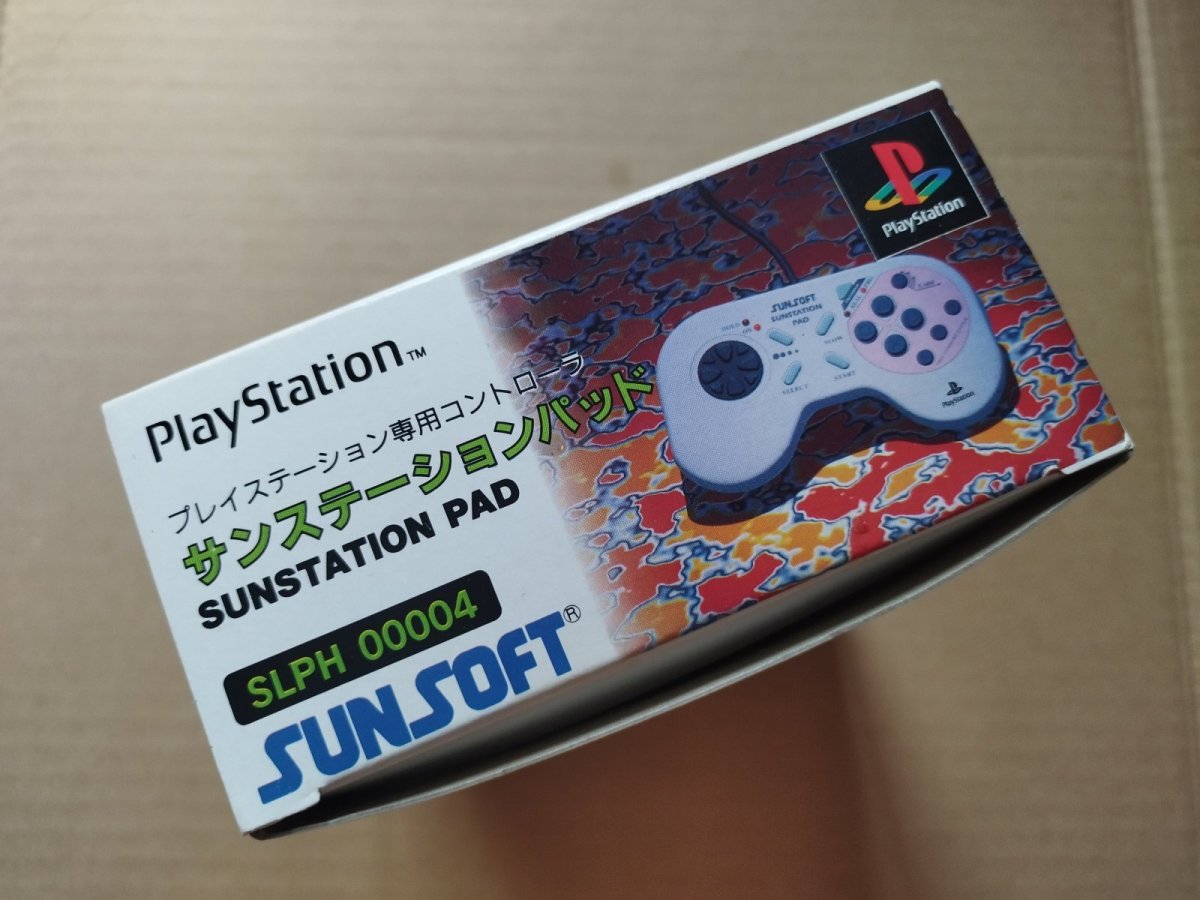 PlayStation™
プレイステーション専用コントローラ
サンステーションパッド
SUNSTATION PAD
SLPH 00004
SUNSOFT®
PlayStation
SUNSOFT
SUNSTATION
PAD
HOLD
ON
SLOW
SELECT
START
PlayStation